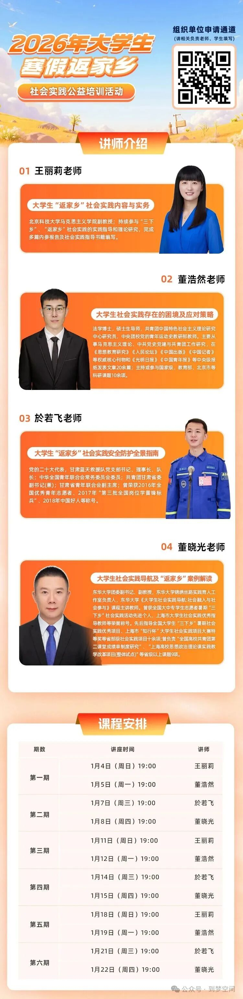 组织单位申请通道
(请相关负责老师、学生填写)
2026年大学生
寒假返家乡
社会实践公益培训活动
讲师介绍
01 王丽莉老师
大学生“返家乡”社会实践内容与实务
北京科技大学马克思主义学院副教授；持续参与“三下
乡”、“返家乡”社会实践的实践指导和理论研究，完成
多篇内参报告及社会实践指导书籍编写。
02 董浩然老师
大学生社会实践存在的困境及应对策略
法学博士，硕士生导师，共青团中国特色社会主义理论研究
中心研究员，中央团校党的青年运动史教研部教师。主要从
事马克思主义理论、中共党史党建与共青团工作研究，在
《思想教育研究》《人民论坛》《中国出版》《中国记者》
等权威核心刊物和《光明日报》《中国青年报》等中央级报
纸发表文章20余篇；主持或参与国家级、教育部、北京市等
科研课题10余项。
03 於若飞老师
大学生“返家乡”社会实践安全防护全景指南
党的二十大代表，甘肃蓝天救援队党支部书记、理事长、队
长；中华全国青年联合会常务委员会委员；共青团甘肃省委
副书记(兼)；甘肃省青年联合会副主席；曾荣获2016年全
国优秀青年志愿者、2017年“第三批全国岗位学雷锋标
兵”、2018年中国好人等称号。
04 董晓光老师
大学生社会实践导航及“返家乡”案例解读
东华大学团委副书记、副教授，东华大学锦绣丝路实践育人工
作室负责人，东华大学《大学生社会实践导航:社会融入与社
会参与》课程主讲教师。曾获全国大中专学生志愿者暑期“三
下乡”社会实践活动先进个人、上海市大学生社会实践优秀指
导教师等荣誉称号。先后指导全国大学生“三下乡”暑期社会
实践优秀项目、上海市“知行杯”大学生社会实践项目大赛特
等奖等省部级社会实践项目十余项;曾负责“全国高校共青团第
二课堂成绩单制度研究”、“上海高校思想政治理论课实践教
学改革项目(整体试点)”等省级以上课题9项。
课程安排
期数 讲座时间 讲师
第一期 1月4日（周日）19:00 王丽莉
1月5日（周一）19:00 董浩然
第二期 1月7日（周三）19:00 於若飞
1月8日（周四）19:00 董晓光
第三期 1月11日（周日）19:00 王丽莉
1月12日（周一）19:00 董浩然
第四期 1月14日（周三）19:00 於若飞
1月15日（周四）19:00 董晓光
第五期 1月18日（周日）19:00 王丽莉
1月19日（周一）19:00 董浩然
第六期 1月21日（周三）19:00 於若飞
1月22日（周四）19:00 董晓光
公众号·到梦空间